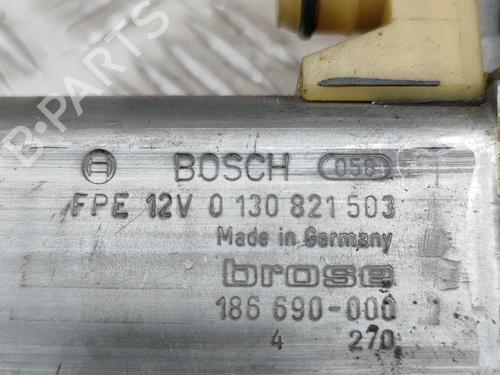 B-PARTS
BOSCH 058
FPE 12V 0 130 821 503
Made in Germany
brose
186 690-000
4 270